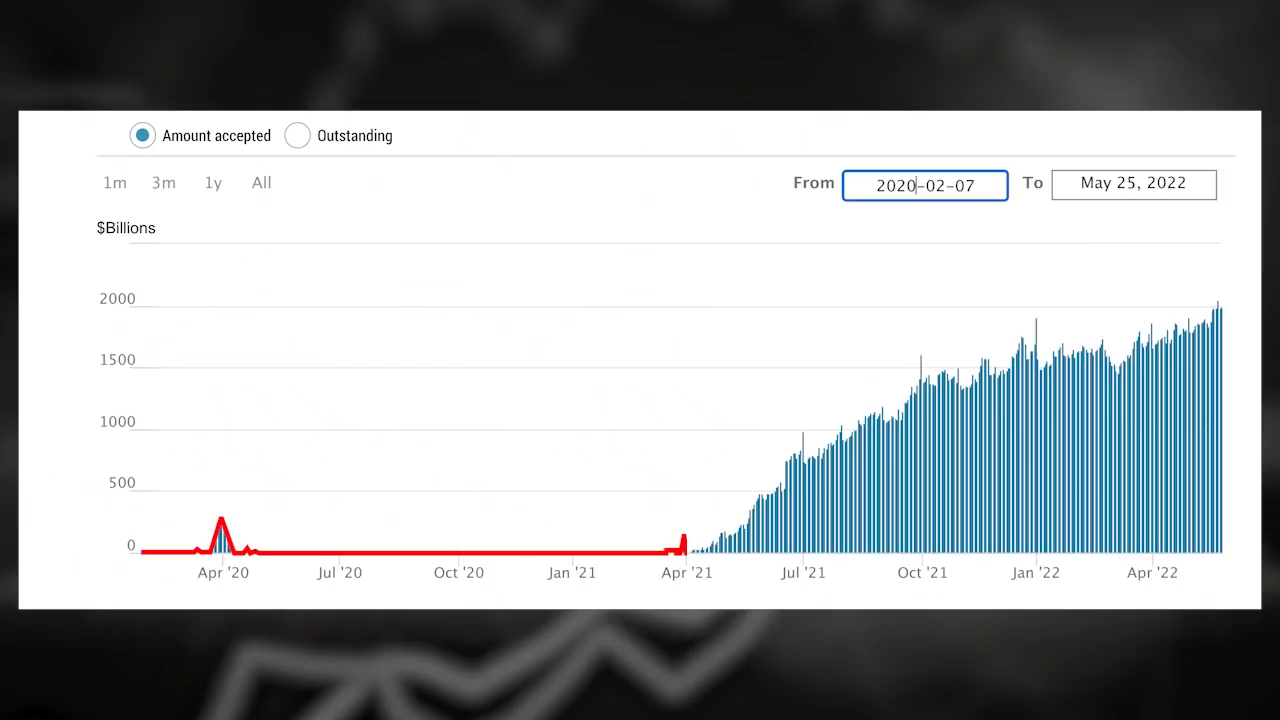 Amount accepted Outstanding
1m 3m 1y All From 2020-02-07 To May 25, 2022
$Billions
2000
1500
1000
500
0
Apr '20 Jul '20 Oct '20 Jan '21 Apr '21 Jul '21 Oct '21 Jan '22 Apr '22